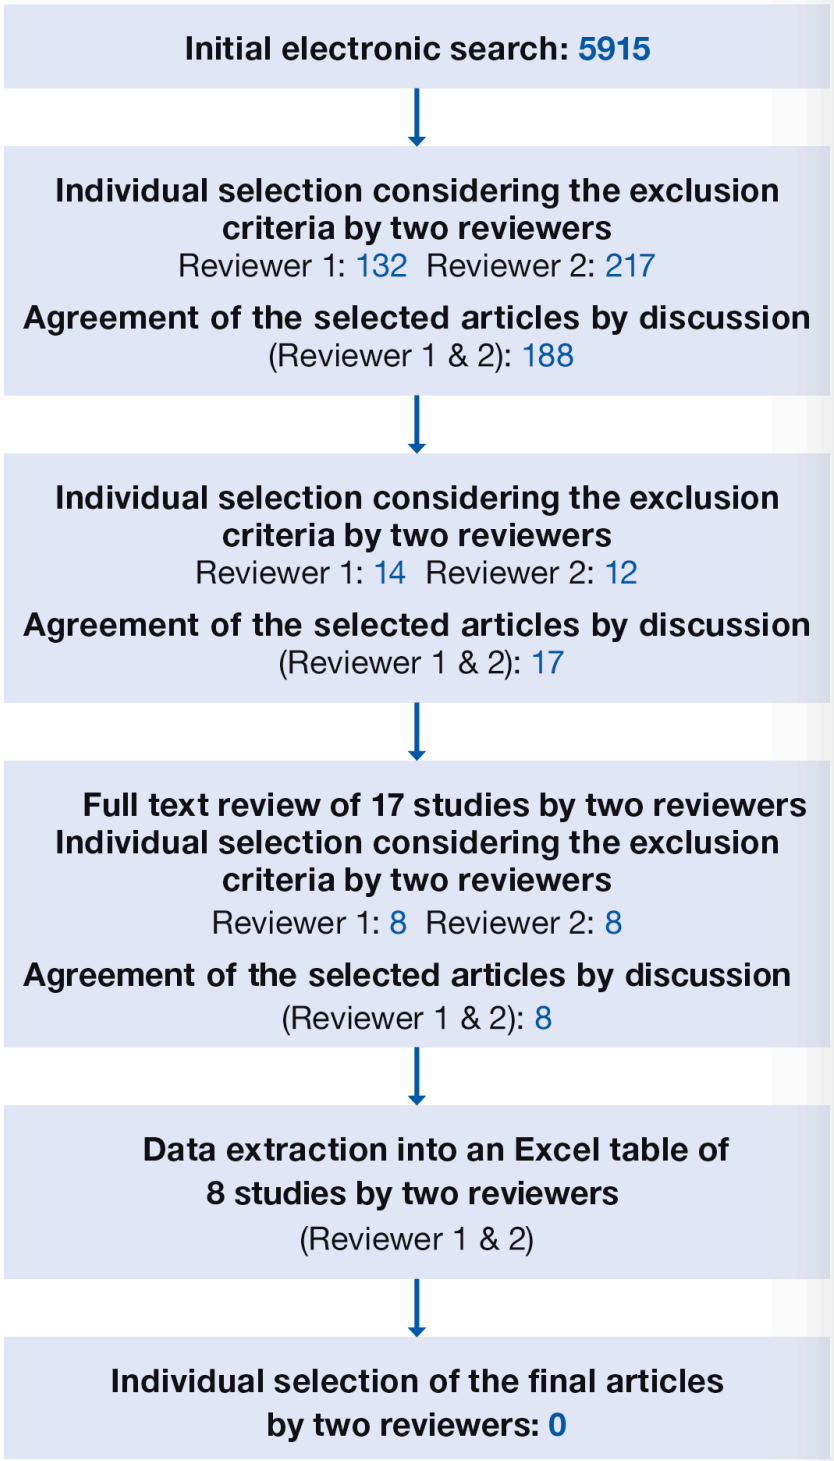 Initial electronic search: 5915
Individual selection considering the exclusion
criteria by two reviewers
Reviewer 1: 132 Reviewer 2: 217
Agreement of the selected articles by discussion
(Reviewer 1 & 2): 188
Individual selection considering the exclusion
criteria by two reviewers
Reviewer 1: 14 Reviewer 2: 12
Agreement of the selected articles by discussion
(Reviewer 1 & 2): 17
Full text review of 17 studies by two reviewers
Individual selection considering the exclusion
criteria by two reviewers
Reviewer 1: 8 Reviewer 2: 8
Agreement of the selected articles by discussion
(Reviewer 1 & 2): 8
Data extraction into an Excel table of
8 studies by two reviewers
(Reviewer 1 & 2)
Individual selection of the final articles
by two reviewers: 0